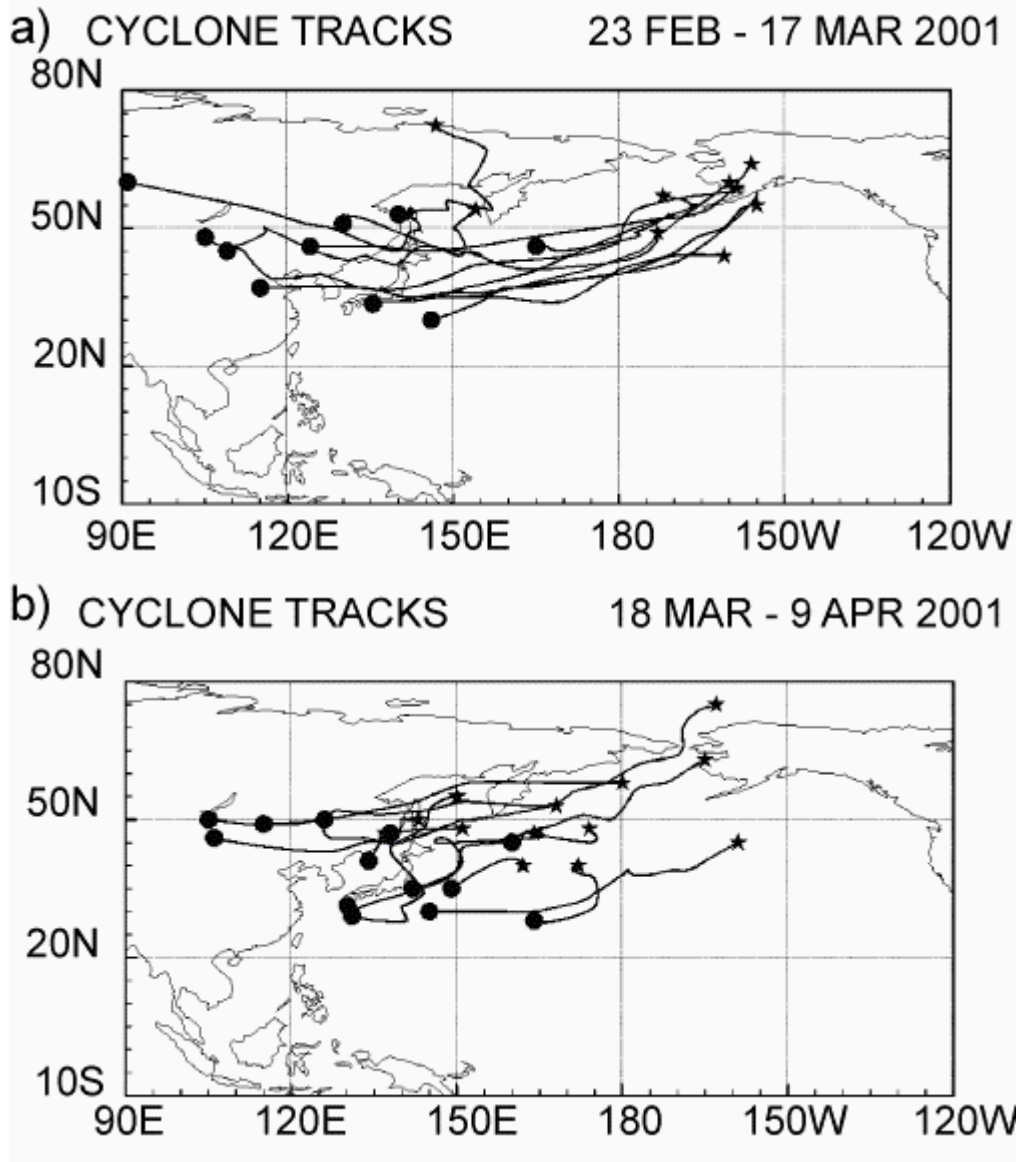 a) CYCLONE TRACKS 23 FEB - 17 MAR 2001
80N
50N
20N
10S
90E 120E 150E 180 150W 120W
b) CYCLONE TRACKS 18 MAR - 9 APR 2001
80N
50N
20N
10S
90E 120E 150E 180 150W 120W